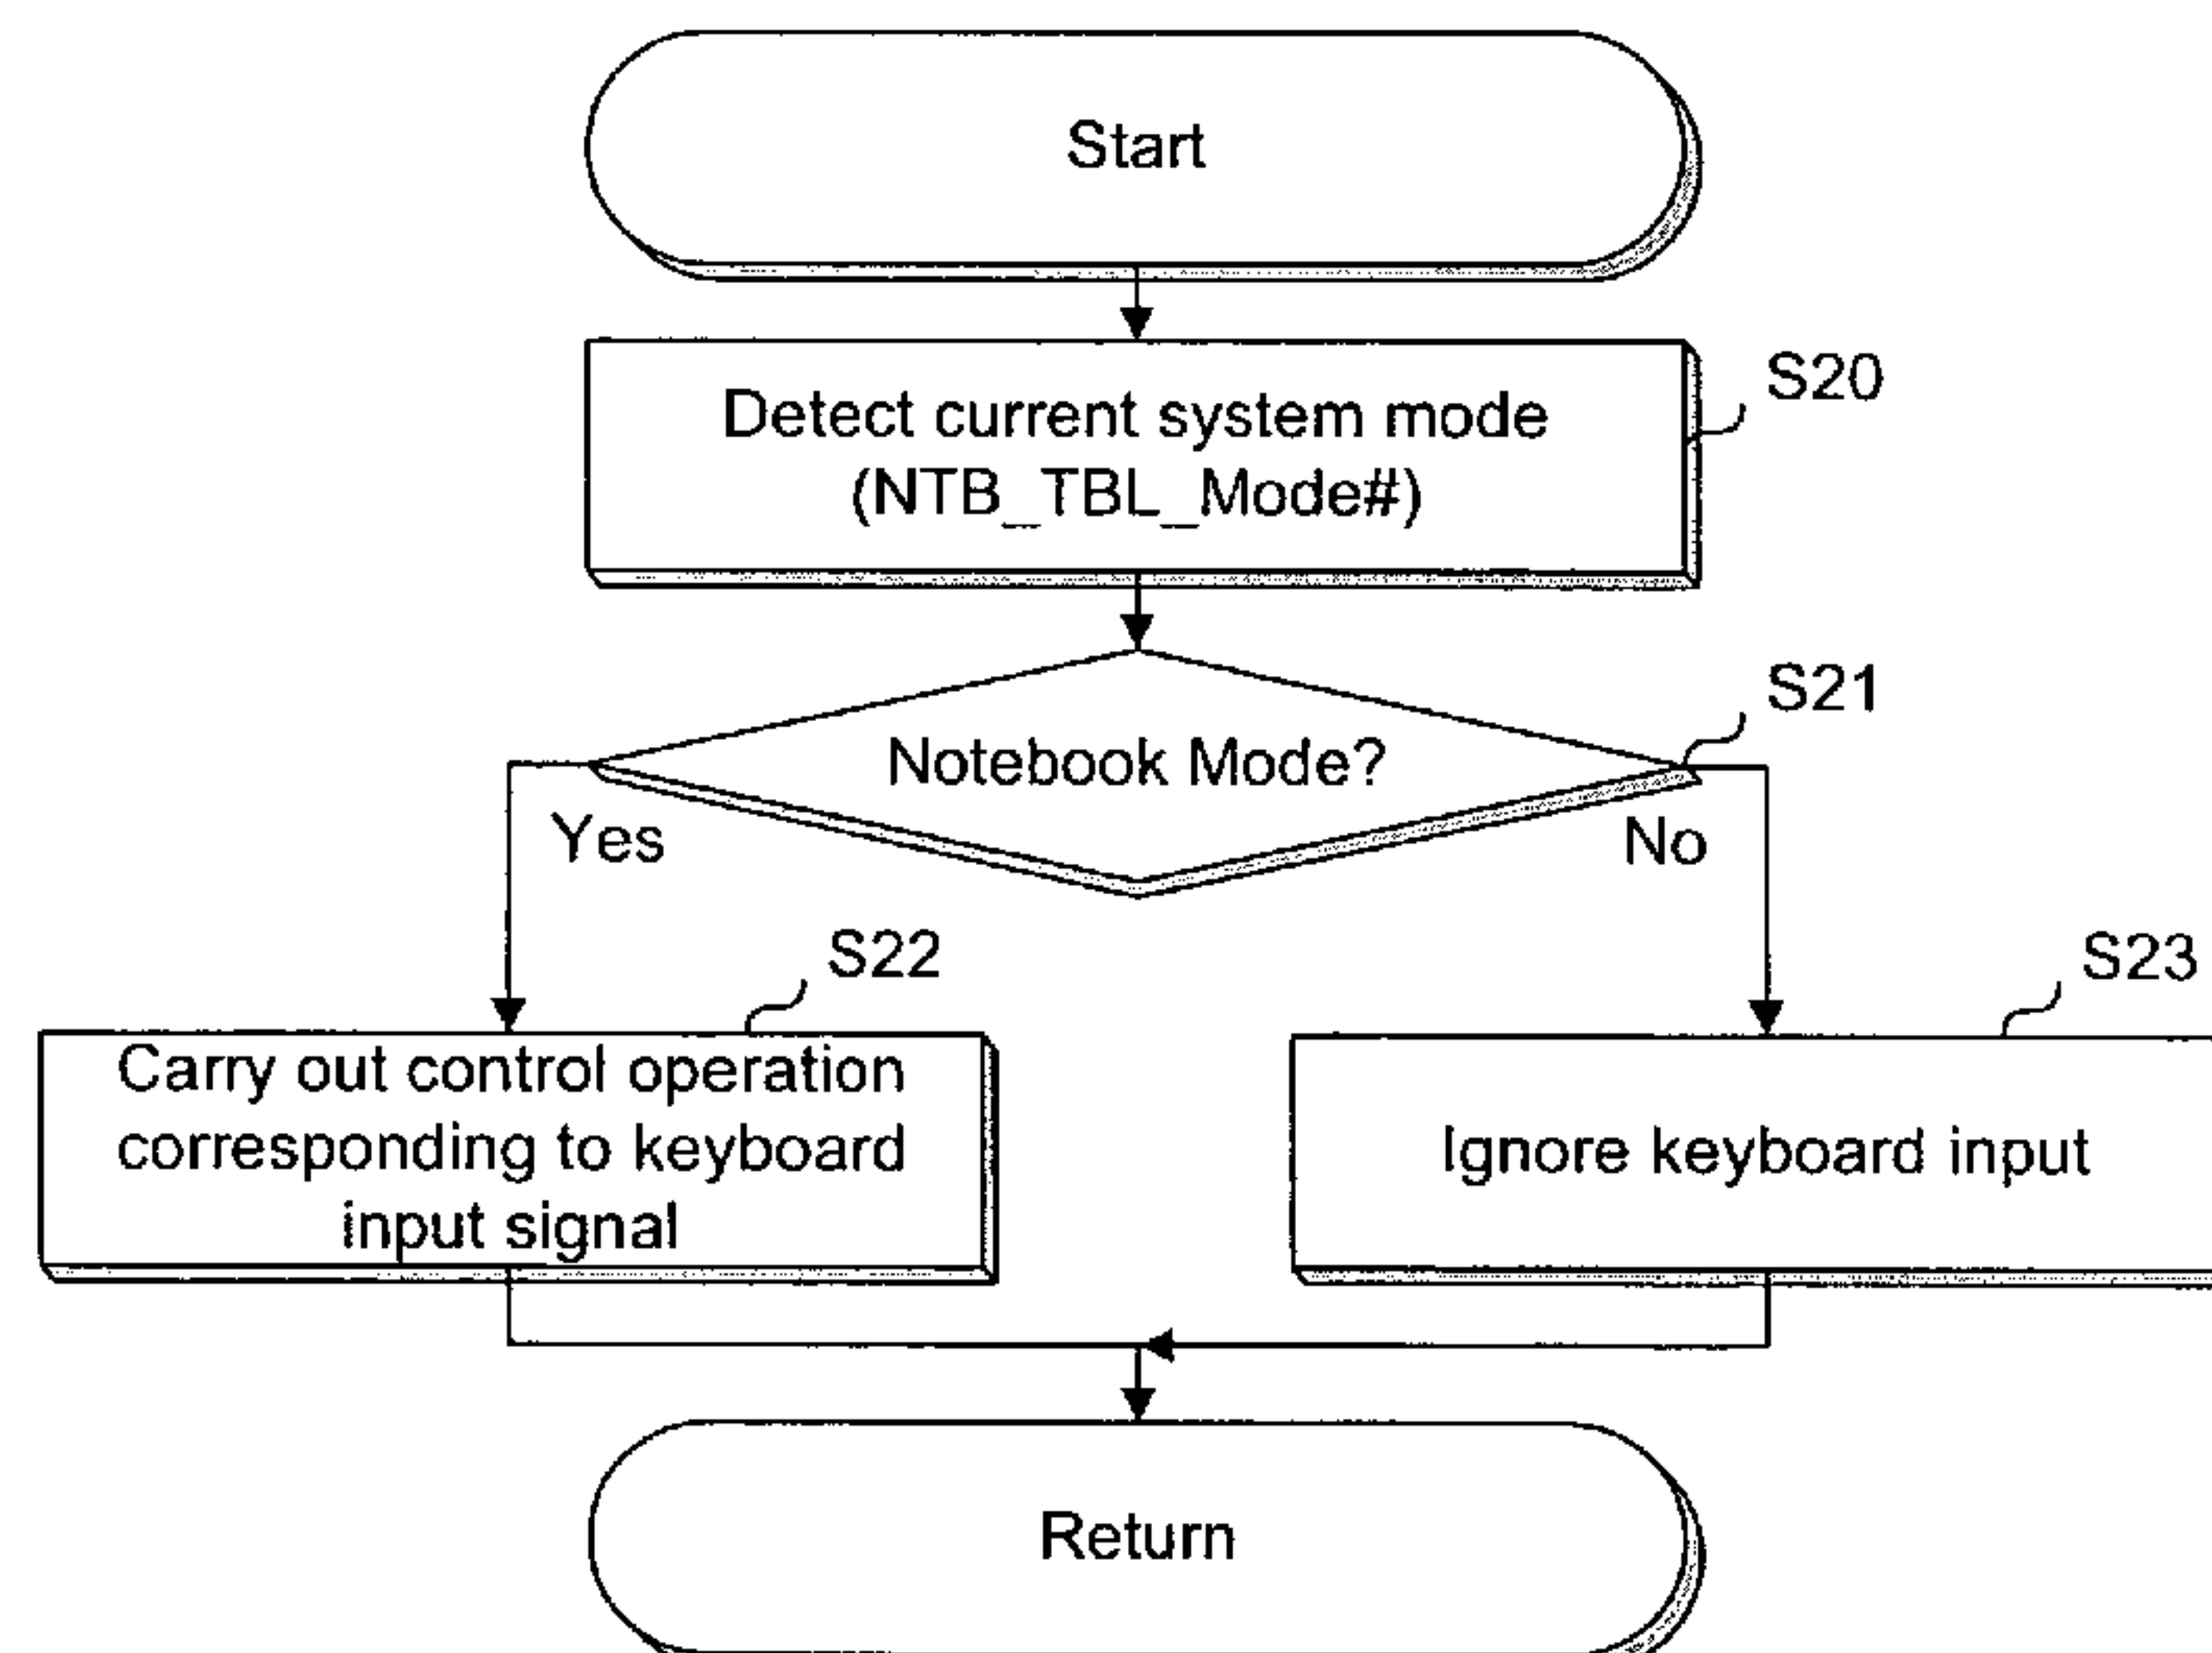 Start
S20
Detect current system mode
(NTB_TBL_Mode#)
S21
Notebook Mode?
Yes
No
S22
S23
Carry out control operation
corresponding to keyboard
input signal
Ignore keyboard input
Return